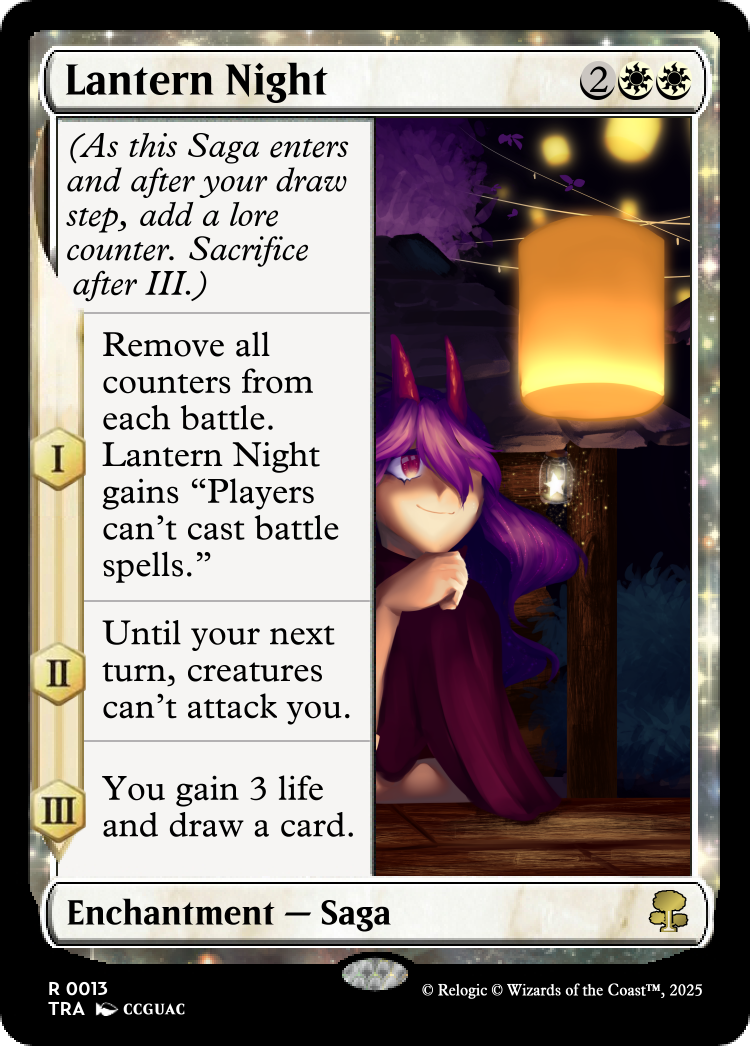 Lantern Night
2
(As this Saga enters
and after your draw
step, add a lore
counter. Sacrifice
after III.)
I
Remove all
counters from
each battle.
Lantern Night
gains “Players
can’t cast battle
spells.”
II
Until your next
turn, creatures
can’t attack you.
III
You gain 3 life
and draw a card.
Enchantment — Saga
R 0013
TRA CCGUAC
© Relogic © Wizards of the Coast™, 2025